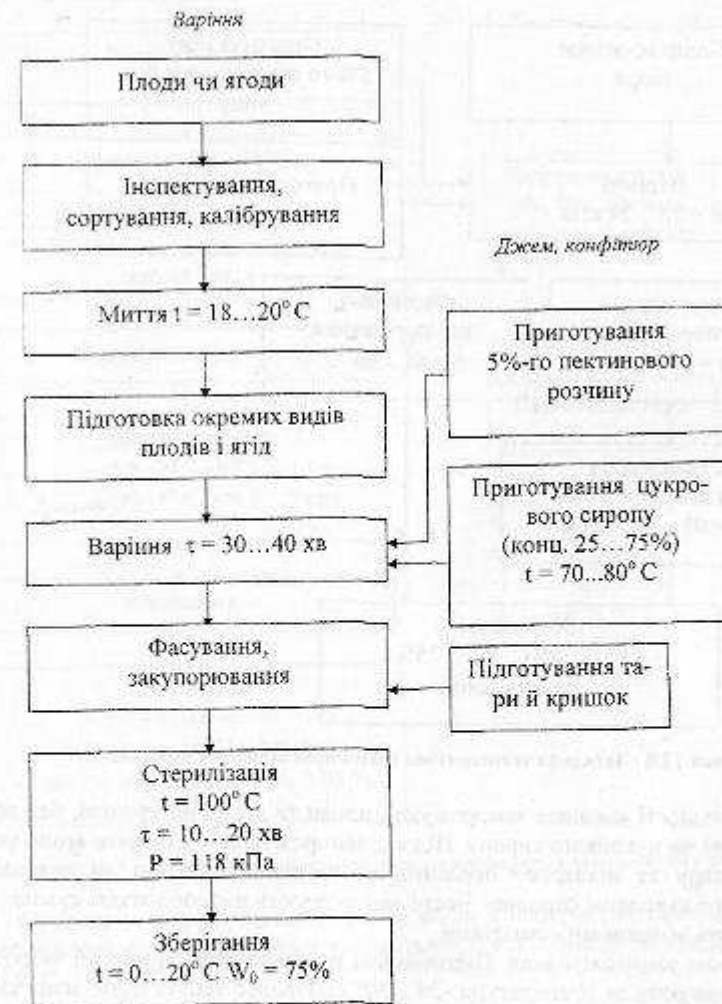 Варіння
Плоди чи ягоди
Інспектування,
сортування, калібрування
Джем, конфітюр
Миття t = 18...20° С
Приготування
5%-го пектинового
розчину
Підготовка окремих видів
плодів і ягід
Приготування цукро-
вого сиропу
(конц. 25...75%)
t = 70...80° С
Варіння τ = 30...40 хв
Фасування,
закупорювання
Підготування та-
ри й кришок
Стерилізація
t = 100° С
τ = 10...20 хв
P = 118 кПа
Зберігання
t = 0... 20° С W₀ = 75%